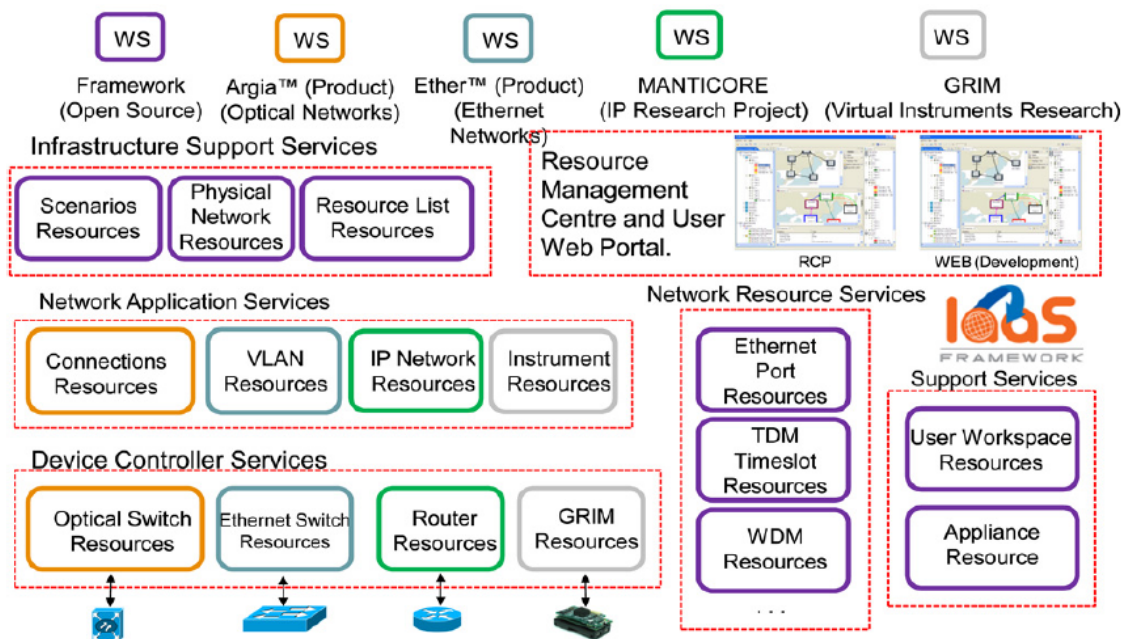 ws
ws
ws
ws
ws
Framework
(Open Source)
Argia™ (Product)
(Optical Networks)
Ether™ (Product)
(Ethernet
Networks)
MANTICORE
(IP Research Project)
GRIM
(Virtual Instruments Research)
Infrastructure Support Services
Scenarios
Resources
Physical
Network
Resources
Resource List
Resources
Resource
Management
Centre and User
Web Portal.
RCP
WEB (Development)
Network Application Services
Connections
Resources
VLAN
Resources
IP Network
Resources
Instrument
Resources
Network Resource Services
Ethernet
Port
Resources
TDM
Timeslot
Resources
WDM
Resources
. . .
IaaS
FRAMEWORK
Support Services
User Workspace
Resources
Appliance
Resource
Device Controller Services
Optical Switch
Resources
Ethernet Switch
Resources
Router
Resources
GRIM
Resources